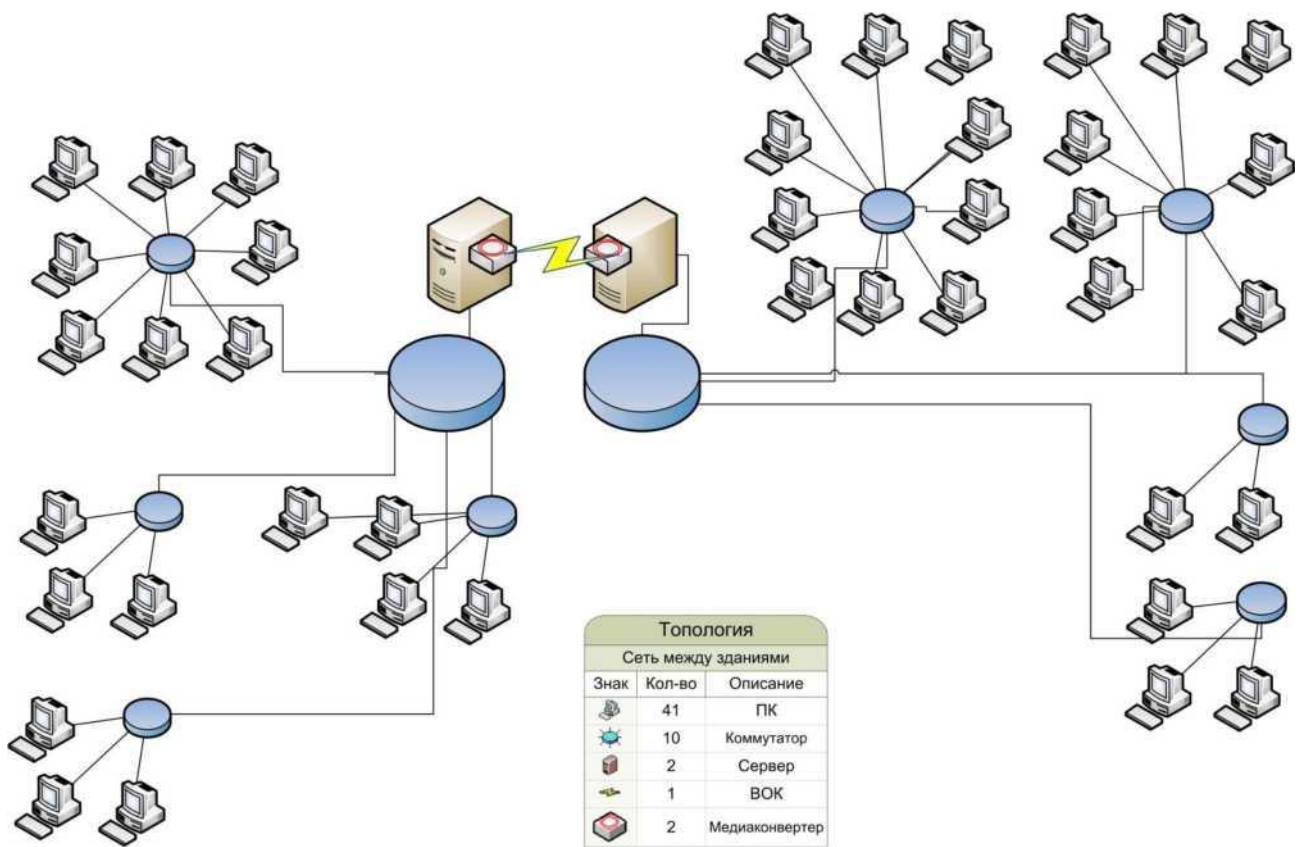 Топология
Сеть между зданиями
Знак Кол-во Описание
41 ПК
10 Коммутатор
2 Сервер
1 ВОК
2 Медиаконвертер